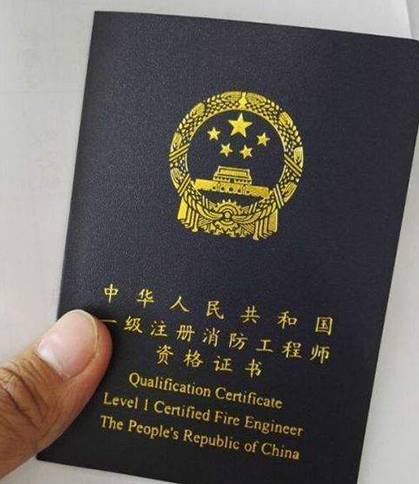 中华人民共和国
一级注册消防工程师
资格证书
Qualification Certificate
Level 1 Certified Fire Engineer
The People's Republic of China